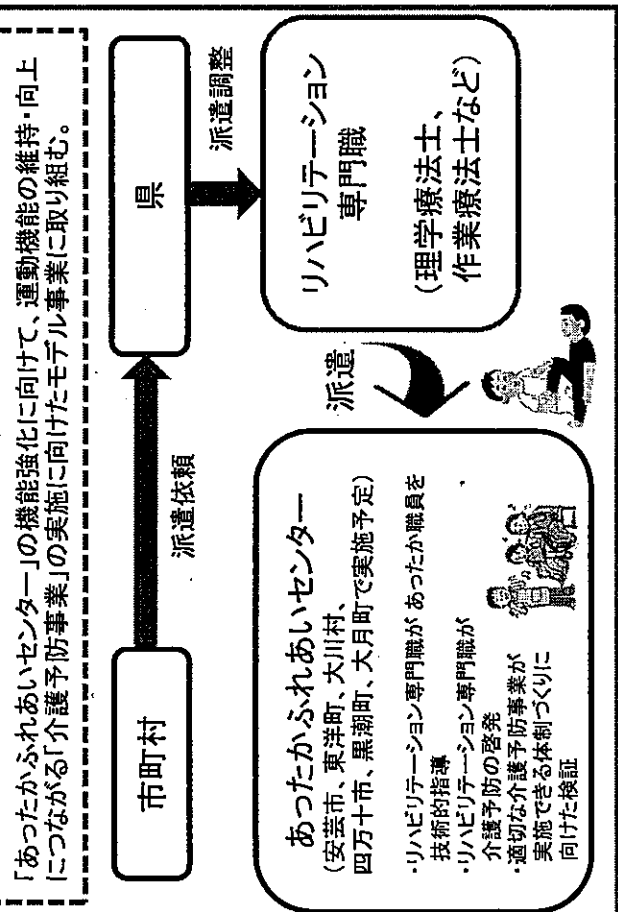 「あったかふれあいセンター」の機能強化に向けて、運動機能の維持・向上
につながる「介護予防事業」の実施に向けたモデル事業に取り組む。
市町村
派遣依頼
県
派遣調整
リハビリテーション
専門職
(理学療法士、
作業療法士など)
派遣
あったかふれあいセンター
(安芸市、東洋町、大川村、
四万十市、黒潮町、大月町で実施予定)
・リハビリテーション専門職が あったか職員を
技術的指導
・リハビリテーション専門職が
介護予防の啓発
・適切な介護予防事業が
実施できる体制づくりに
向けた検証